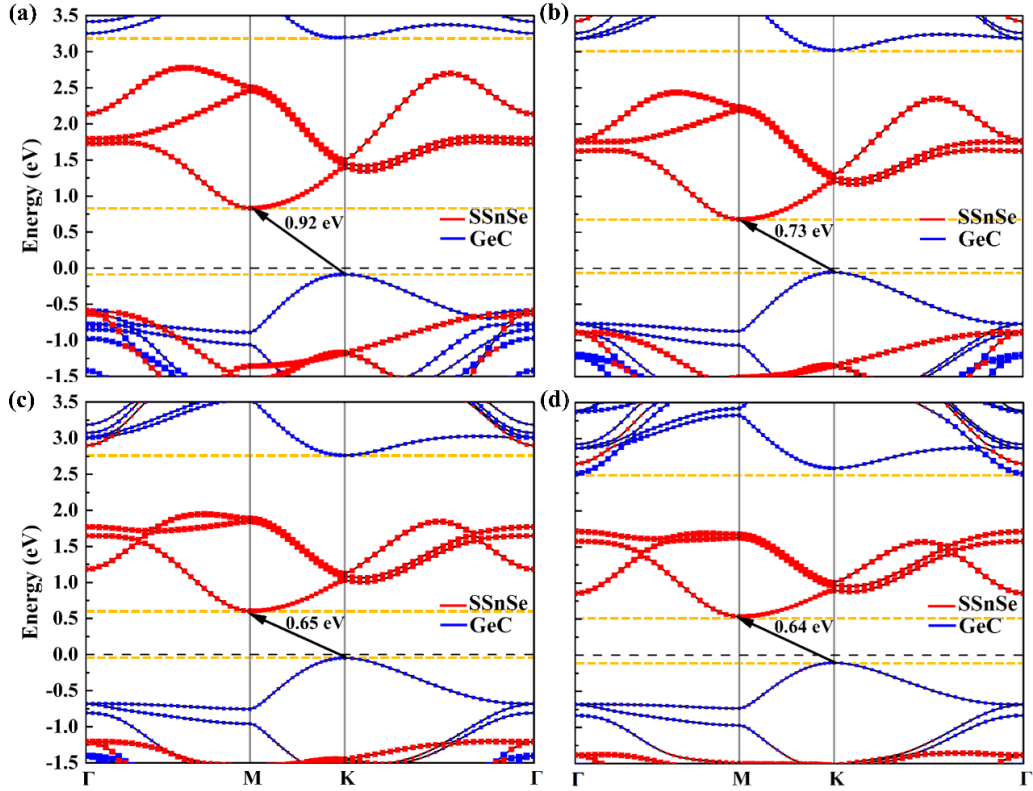 (a)
(b)
3.5
3.0
2.5
2.0
1.5
1.0
0.5
0.0
-0.5
-1.0
-1.5
Energy (eV)
0.92 eV
SSnSe
GeC
0.73 eV
SSnSe
GeC
(c)
(d)
3.5
3.0
2.5
2.0
1.5
1.0
0.5
0.0
-0.5
-1.0
-1.5
Energy (eV)
0.65 eV
SSnSe
GeC
0.64 eV
SSnSe
GeC
Γ M K Γ
Γ M K Γ